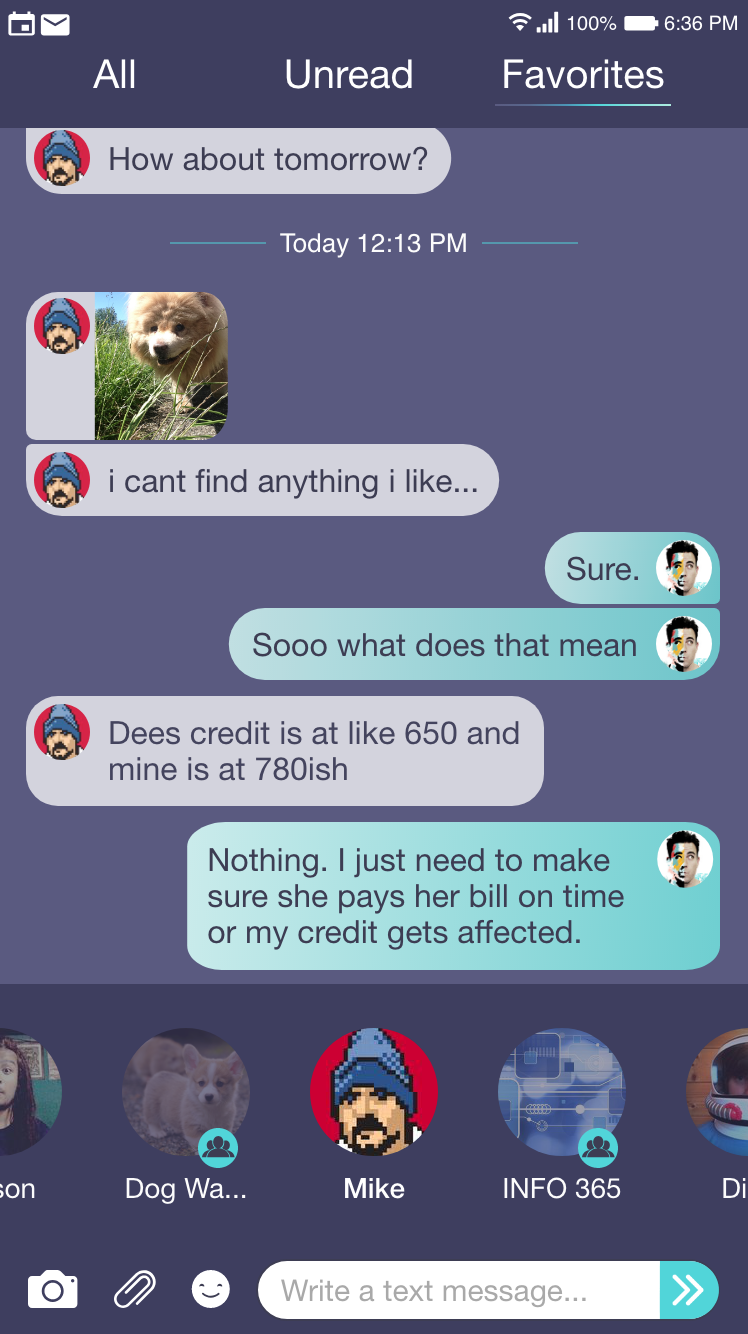 100% 6:36 PM
All Unread Favorites
How about tomorrow?
Today 12:13 PM
i cant find anything i like...
Sure.
Sooo what does that mean
Dees credit is at like 650 and
mine is at 780ish
Nothing. I just need to make
sure she pays her bill on time
or my credit gets affected.
son Dog Wa... Mike INFO 365 Di
Write a text message...